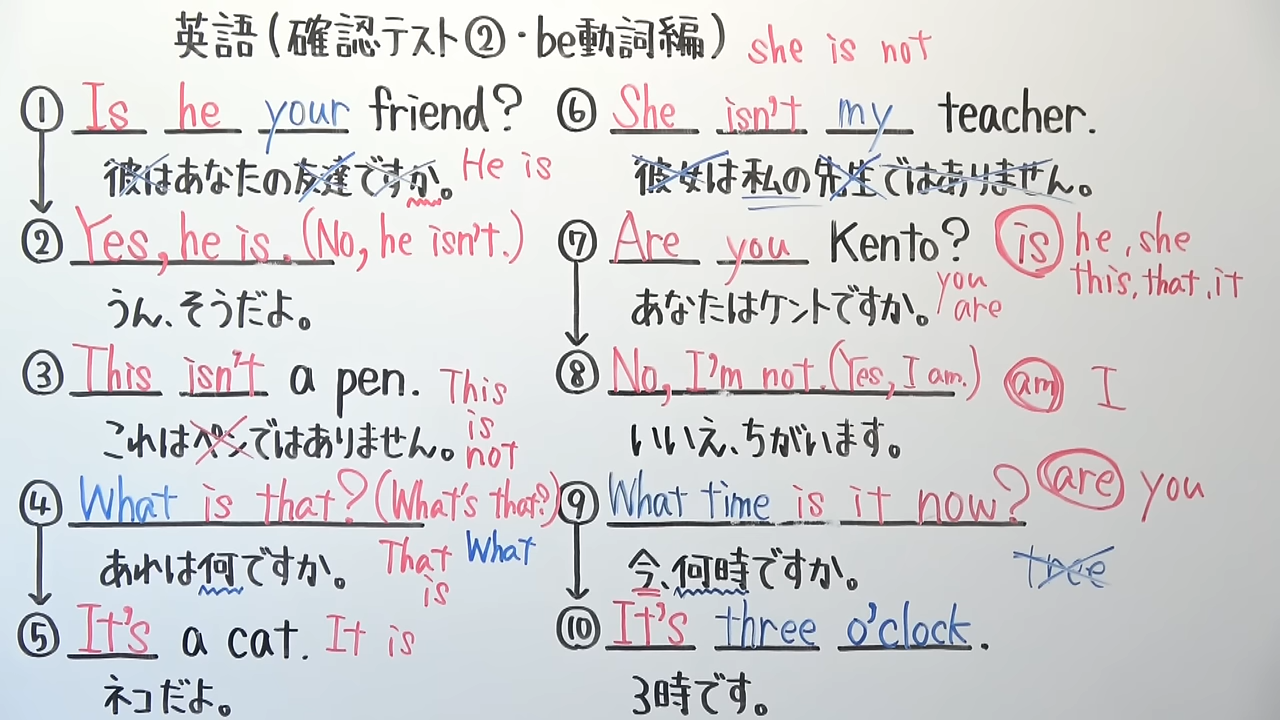 英語(確認テスト②・be動詞編)
she is not
① Is he your friend?
彼はあなたの友達ですか。
He is
② Yes, he is. (No, he isn't.)
うん、そうだよ。
③ This isn't a pen.
これはペンではありません。
This
is
not
④ What is that? (What's that?)
あれは何ですか。
That
is
What
⑤ It's a cat.
It is
ネコだよ。
⑥ She isn't my teacher.
彼女は私の先生ではありません。
⑦ Are you Kento?
あなたはケントですか。
you
are
⑧ No, I'm not. (Yes, I am.)
いいえ、ちがいます。
⑨ What time is it now?
今、何時ですか。
⑩ It's three o'clock.
3時です。
is he, she
this, that, it
am I
are you
tree